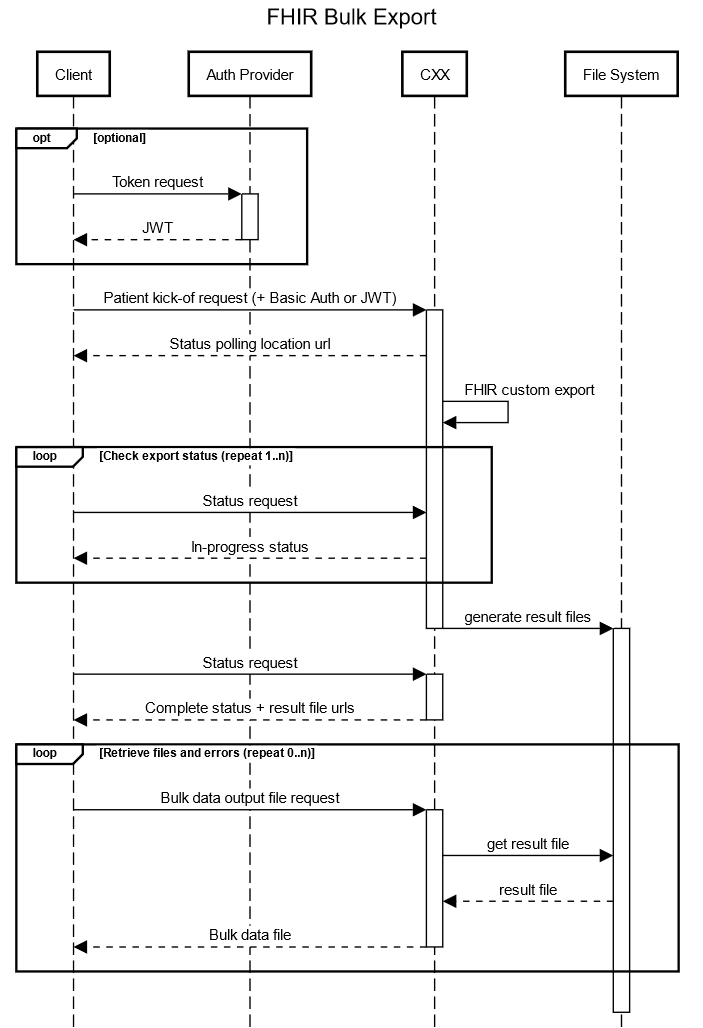 FHIR Bulk Export
Client
Auth Provider
CXX
File System
opt
[optional]
Token request
JWT
Patient kick-of request (+ Basic Auth or JWT)
Status polling location url
FHIR custom export
loop
[Check export status (repeat 1..n)]
Status request
In-progress status
generate result files
Status request
Complete status + result file urls
loop
[Retrieve files and errors (repeat 0..n)]
Bulk data output file request
get result file
result file
Bulk data file